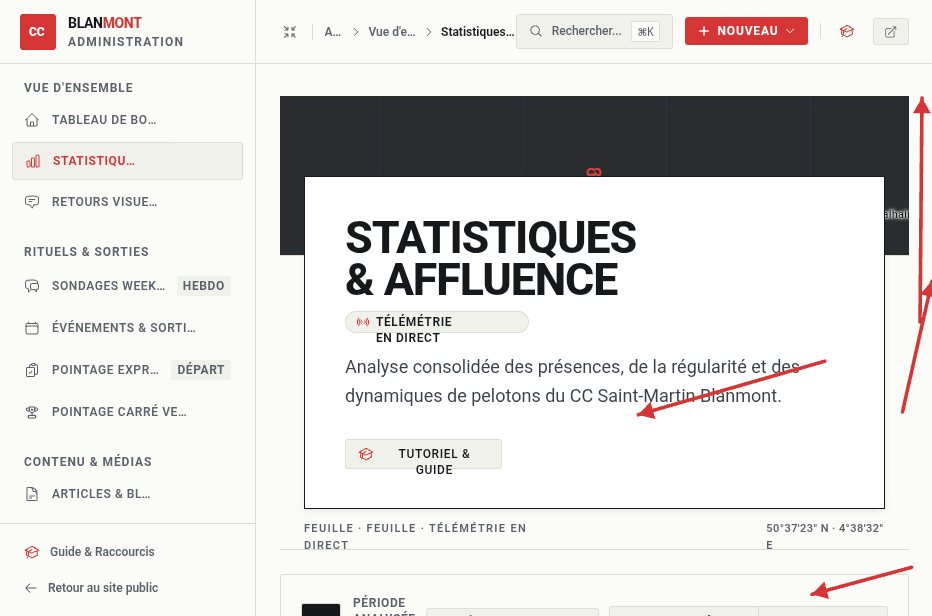 CC
BLANMONT
ADMINISTRATION
VUE D'ENSEMBLE
TABLEAU DE BO...
STATISTIQU...
RETOURS VISUE...
RITUELS & SORTIES
SONDAGES WEEK... HEBDO
ÉVÉNEMENTS & SORTI...
POINTAGE EXPR... DÉPART
POINTAGE CARRÉ VE...
CONTENU & MÉDIAS
ARTICLES & BL...
Guide & Raccourcis
Retour au site public
A... Vue d'e... Statistiques...
Rechercher... ⌘K
NOUVEAU
STATISTIQUES
& AFFLUENCE
TÉLÉMÉTRIE
EN DIRECT
Analyse consolidée des présences, de la régularité et des
dynamiques de pelotons du CC Saint-Martin Blanmont.
TUTORIEL &
GUIDE
FEUILLE · FEUILLE · TÉLÉMÉTRIE EN
DIRECT
50°37'23" N · 4°38'32"
E
PÉRIODE
ANALYSÉE